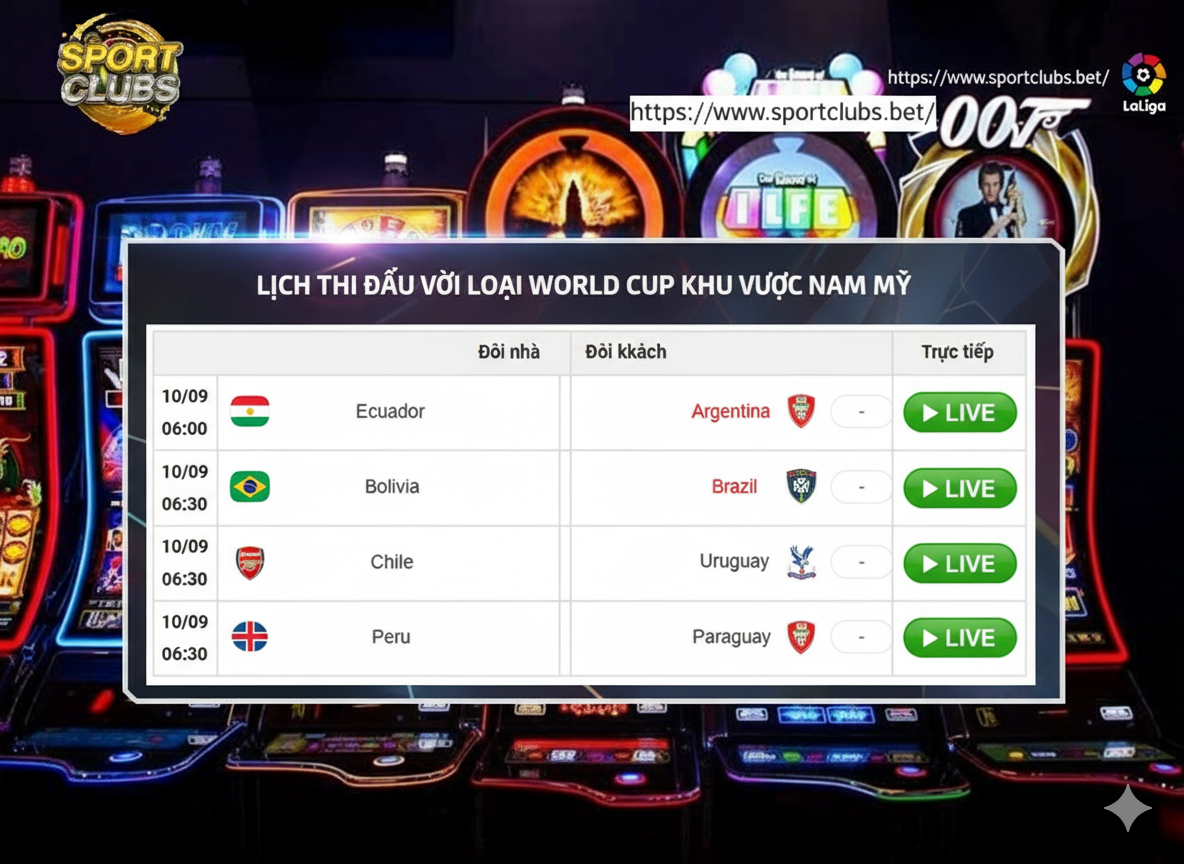 SPORT
CLUBS
https://www.sportclubs.bet/
LaLiga
https://www.sportclubs.bet/
007
LIFE
LỊCH THI ĐẤU VỜI LOẠI WORLD CUP KHU VƯỢC NAM MỸ
Đôi nhà Đòi kkách Trực tiếp
10/09
06:00
Ecuador Argentina - LIVE
10/09
06:30
Bolivia Brazil - LIVE
10/09
06:30
Chile Uruguay - LIVE
10/09
06:30
Peru Paraguay - LIVE